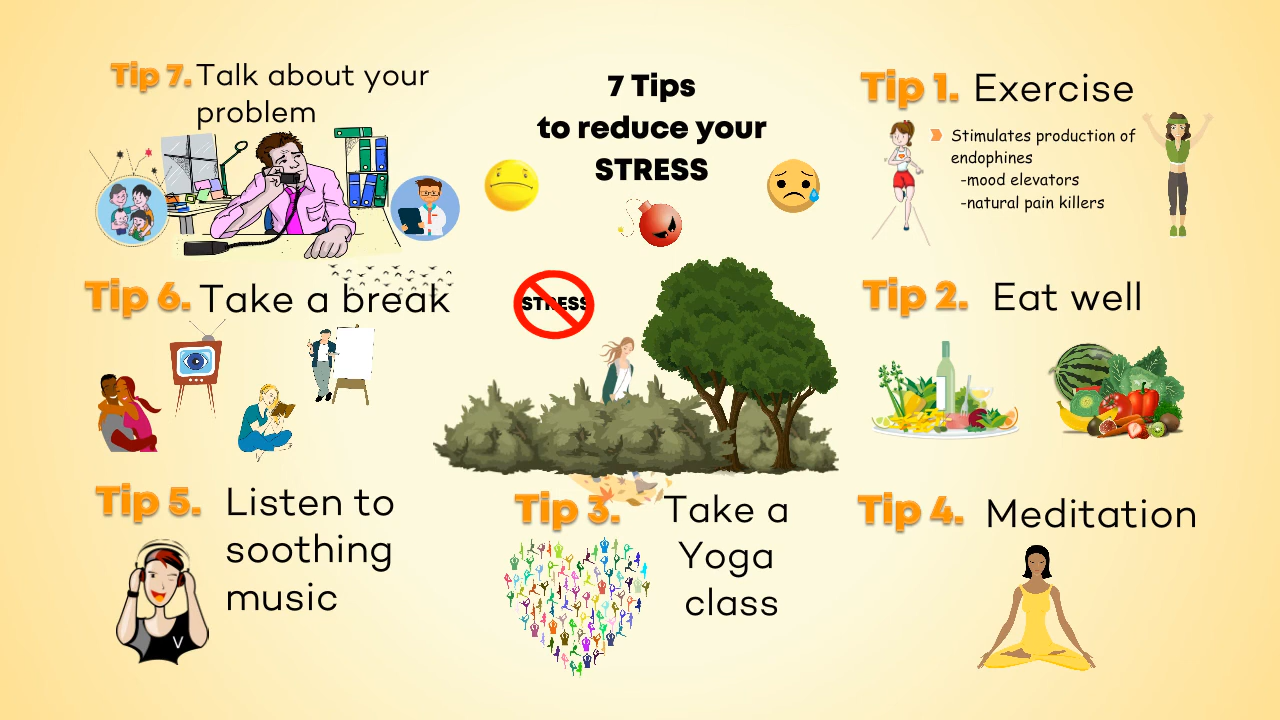 7 Tips
to reduce your
STRESS
Tip 1. Exercise
Stimulates production of
endophines
-mood elevators
-natural pain killers
Tip 2. Eat well
STRESS
Tip 3. Take a
Yoga
class
Tip 4. Meditation
Tip 5. Listen to
soothing
music
Tip 6. Take a break
Tip 7. Talk about your
problem
V